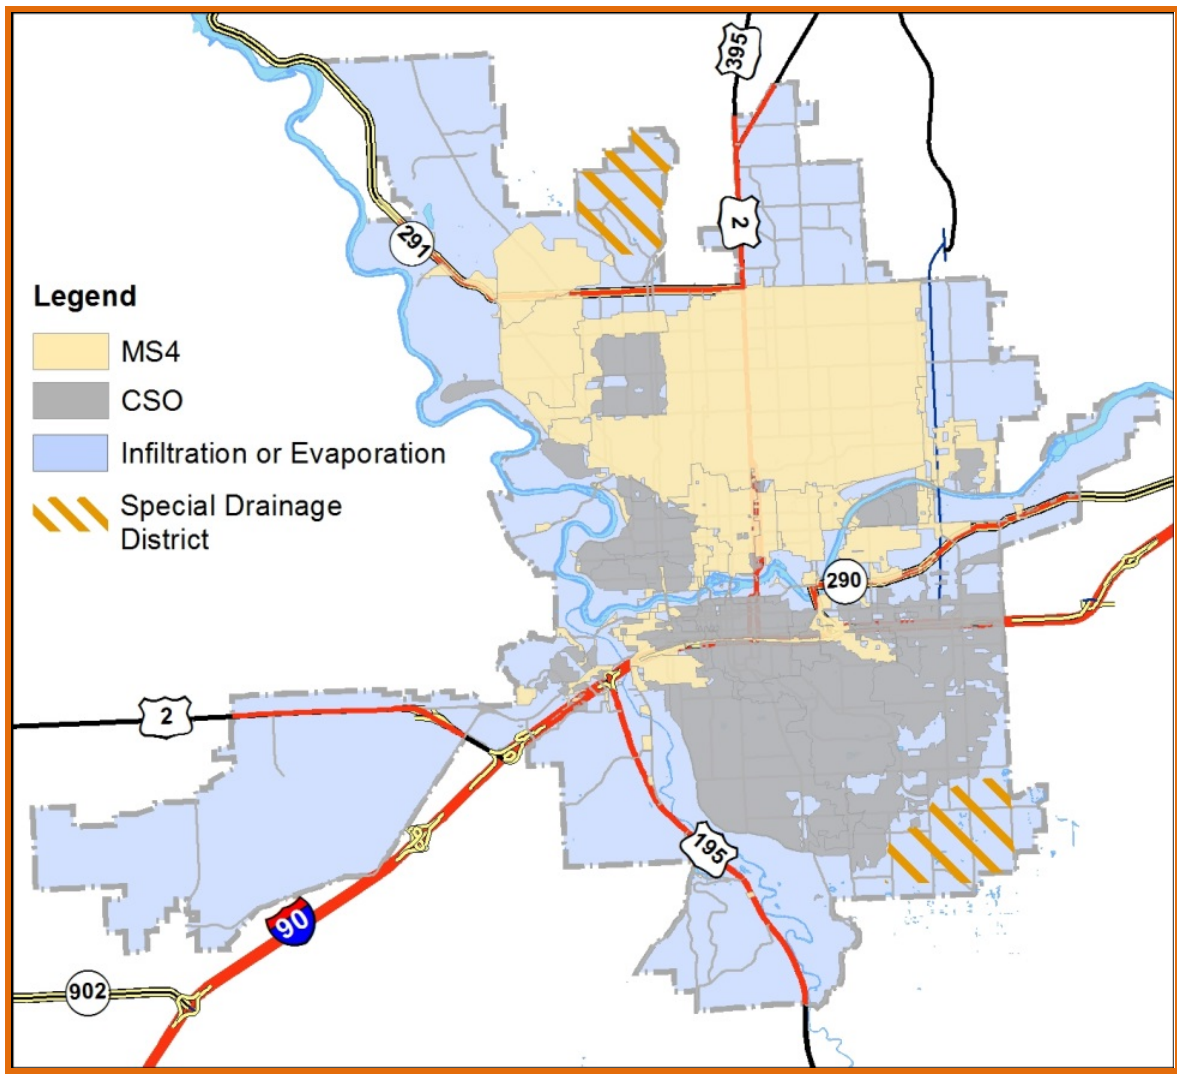 395
2
291
Legend
MS4
CSO
Infiltration or Evaporation
Special Drainage
District
290
2
195
90
902